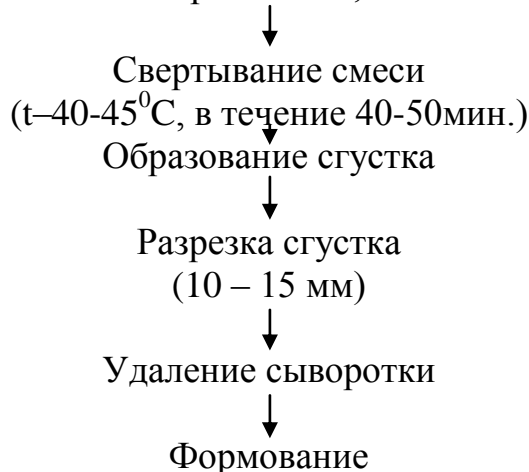 Свертывание смеси
(t–40-45⁰С, в течение 40-50мин.)
Образование сгустка
Разрезка сгустка
(10 – 15 мм)
Удаление сыворотки
Формование